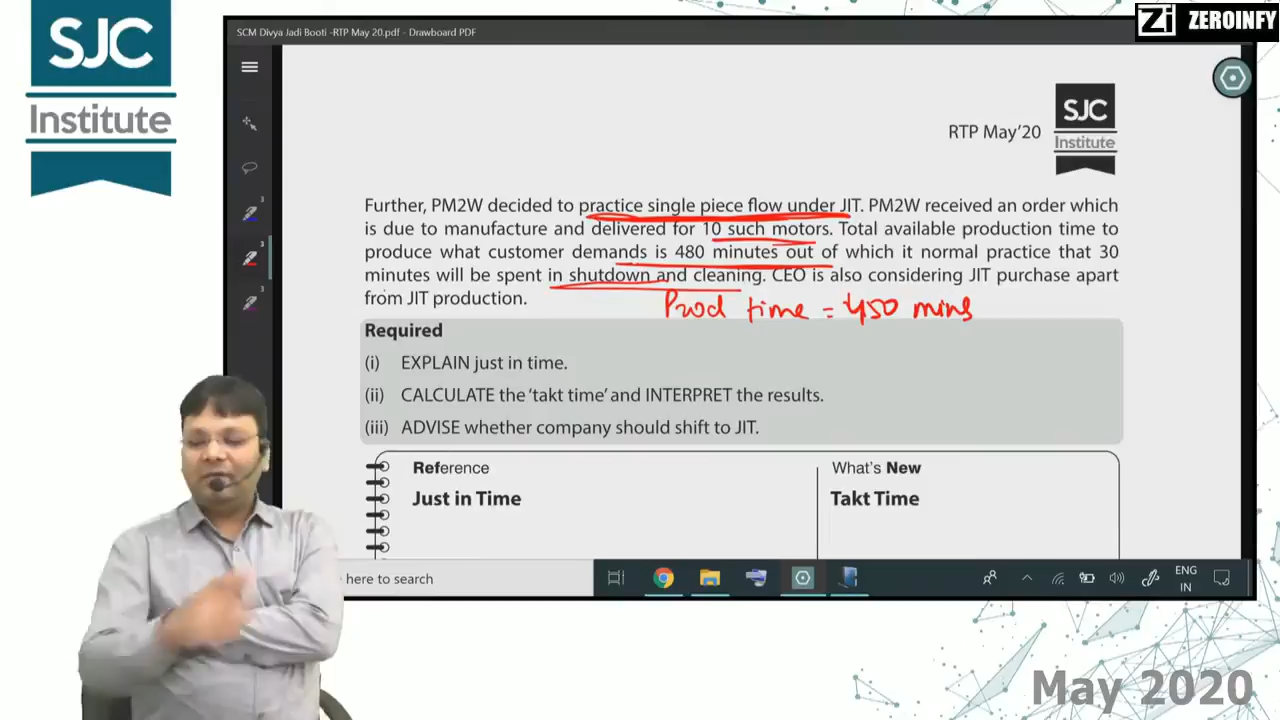 SJC
Institute
Zi ZEROINFY
SCM Divya Jadi Booti -RTP May 20.pdf - Drawboard PDF
RTP May'20
SJC
Institute
Further, PM2W decided to practice single piece flow under JIT. PM2W received an order which
is due to manufacture and delivered for 10 such motors. Total available production time to
produce what customer demands is 480 minutes out of which it normal practice that 30
minutes will be spent in shutdown and cleaning. CEO is also considering JIT purchase apart
from JIT production.
Prod time = 450 mins
Required
(i) EXPLAIN just in time.
(ii) CALCULATE the 'takt time' and INTERPRET the results.
(iii) ADVISE whether company should shift to JIT.
Reference
What's New
Just in Time
Takt Time
here to search
ENG
IN
3
3
3
May 2020